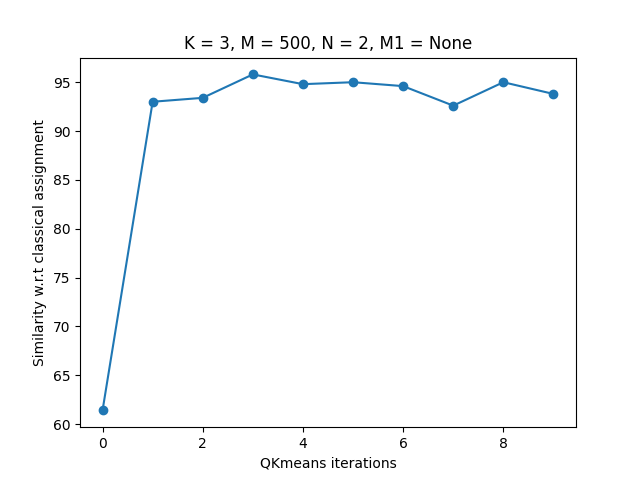 K = 3, M = 500, N = 2, M1 = None
Similarity w.r.t classical assignment
95
90
85
80
75
70
65
60
0 2 4 6 8
QKmeans iterations